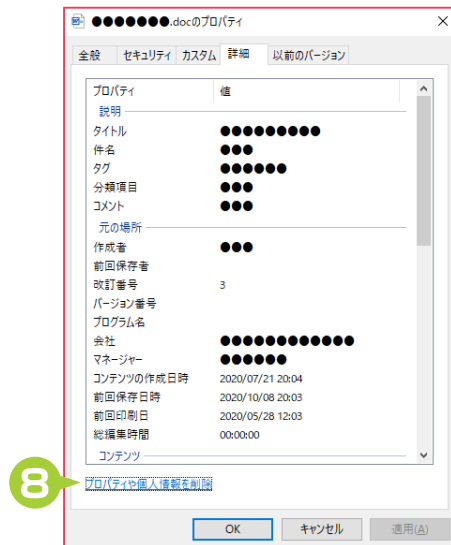 ●●●●●●●.docのプロパティ
全般 セキュリティ カスタム 詳細 以前のバージョン
プロパティ 値
説明
タイトル ●●●●●●●●●
件名 ●●●
タグ ●●●●●●
分類項目 ●●●
コメント ●●●
元の場所
作成者 ●●●
前回保存者
改訂番号 3
バージョン番号
プログラム名
会社 ●●●●●●●●●●●●
マネージャー ●●●●●●
コンテンツの作成日時 2020/07/21 20:04
前回保存日時 2020/10/08 20:03
前回印刷日 2020/05/28 12:03
総編集時間 00:00:00
コンテンツ
8 プロパティや個人情報を削除
OK キャンセル 適用(A)